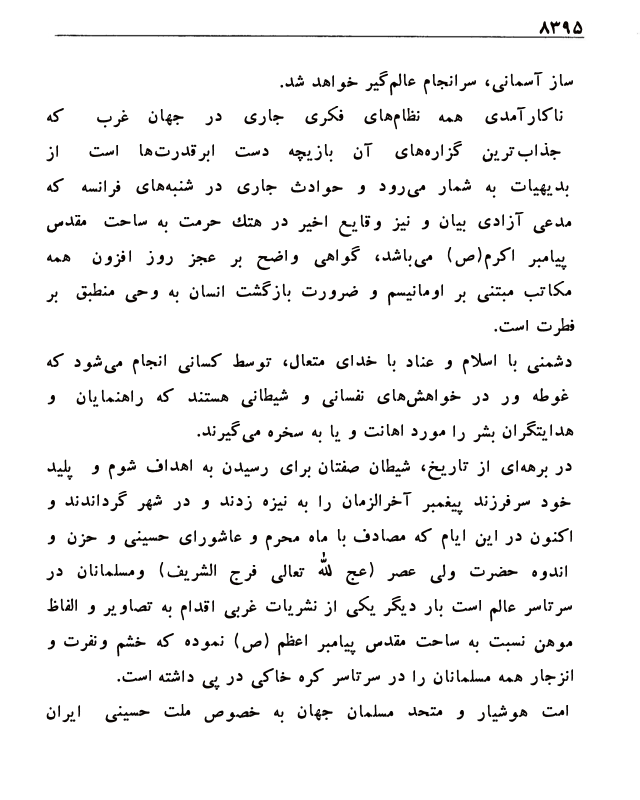 ۸۳۹۵
ساز آسمانی، سرانجام عالم‌گیر خواهد شد.
ناکارآمدی همه نظام‌های فکری جاری در جهان غرب که
جذاب‌ترین گزاره‌های آن بازیچه دست ابرقدرت‌ها است از
بدیهیات به شمار می‌رود و حوادث جاری در شنبه‌های فرانسه که
مدعی آزادی بیان و نیز وقایع اخیر در هتك حرمت به ساحت مقدس
پیامبر اکرم(ص) می‌باشد، گواهی واضح بر عجز روز افزون همه
مکاتب مبتنی بر اومانیسم و ضرورت بازگشت انسان به وحی منطبق بر
فطرت است.
دشمنی با اسلام و عناد با خدای متعال، توسط کسانی انجام می‌شود که
غوطه ور در خواهش‌های نفسانی و شیطانی هستند که راهنمایان و
هدایتگران بشر را مورد اهانت و یا به سخره می‌گیرند.
در برهه‌ای از تاریخ، شیطان صفتان برای رسیدن به اهداف شوم و پلید
خود سرفرزند پیغمبر آخرالزمان را به نیزه زدند و در شهر گرداندند و
اکنون در این ایام که مصادف با ماه محرم و عاشورای حسینی و حزن و
اندوه حضرت ولی عصر (عج لله تعالی فرج الشریف) ومسلمانان در
سرتاسر عالم است بار دیگر یکی از نشریات غربی اقدام به تصاویر و الفاظ
موهن نسبت به ساحت مقدس پیامبر اعظم (ص) نموده که خشم ونفرت و
انزجار همه مسلمانان را در سرتاسر کره خاکی در پی داشته است.
امت هوشیار و متحد مسلمان جهان به خصوص ملت حسینی ایران